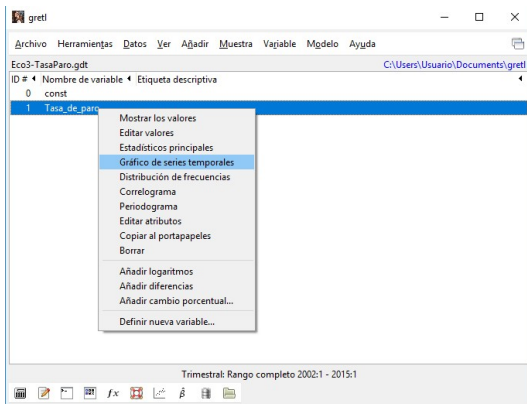 gretl
Archivo Herramientas Datos Ver Añadir Muestra Variable Modelo Ayuda
Eco3-TasaParo.gdt C:\Users\Usuario\Documents\gretl
ID # Nombre de variable Etiqueta descriptiva
0 const
1 Tasa_de_paro
Mostrar los valores
Editar valores
Estadísticos principales
Gráfico de series temporales
Distribución de frecuencias
Correlograma
Periodograma
Editar atributos
Copiar al portapapeles
Borrar
Añadir logaritmos
Añadir diferencias
Añadir cambio porcentual...
Definir nueva variable...
Trimestral: Rango completo 2002:1 - 2015:1
fx β̂